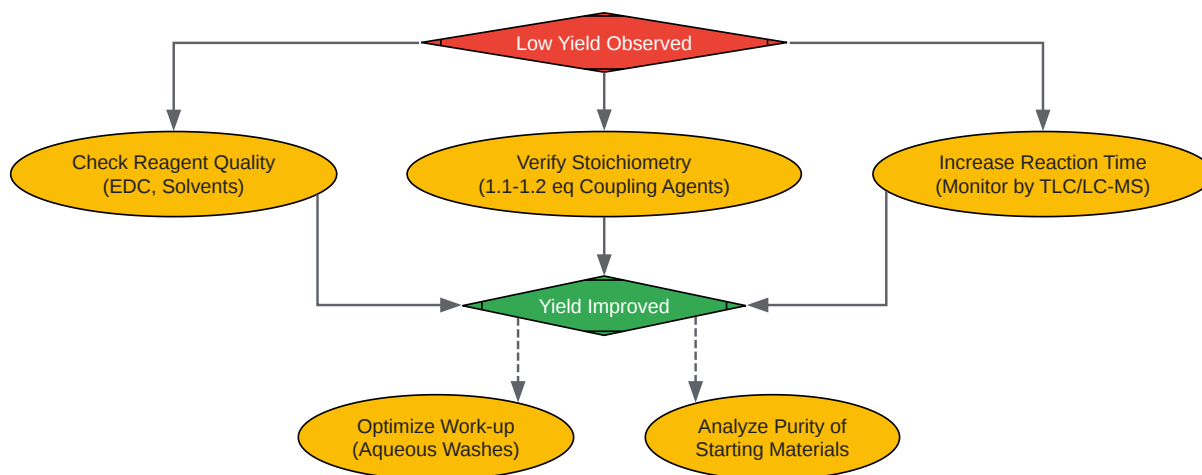 Low Yield Observed
Check Reagent Quality
(EDC, Solvents)
Verify Stoichiometry
(1.1-1.2 eq Coupling Agents)
Increase Reaction Time
(Monitor by TLC/LC-MS)
Yield Improved
Optimize Work-up
(Aqueous Washes)
Analyze Purity of
Starting Materials